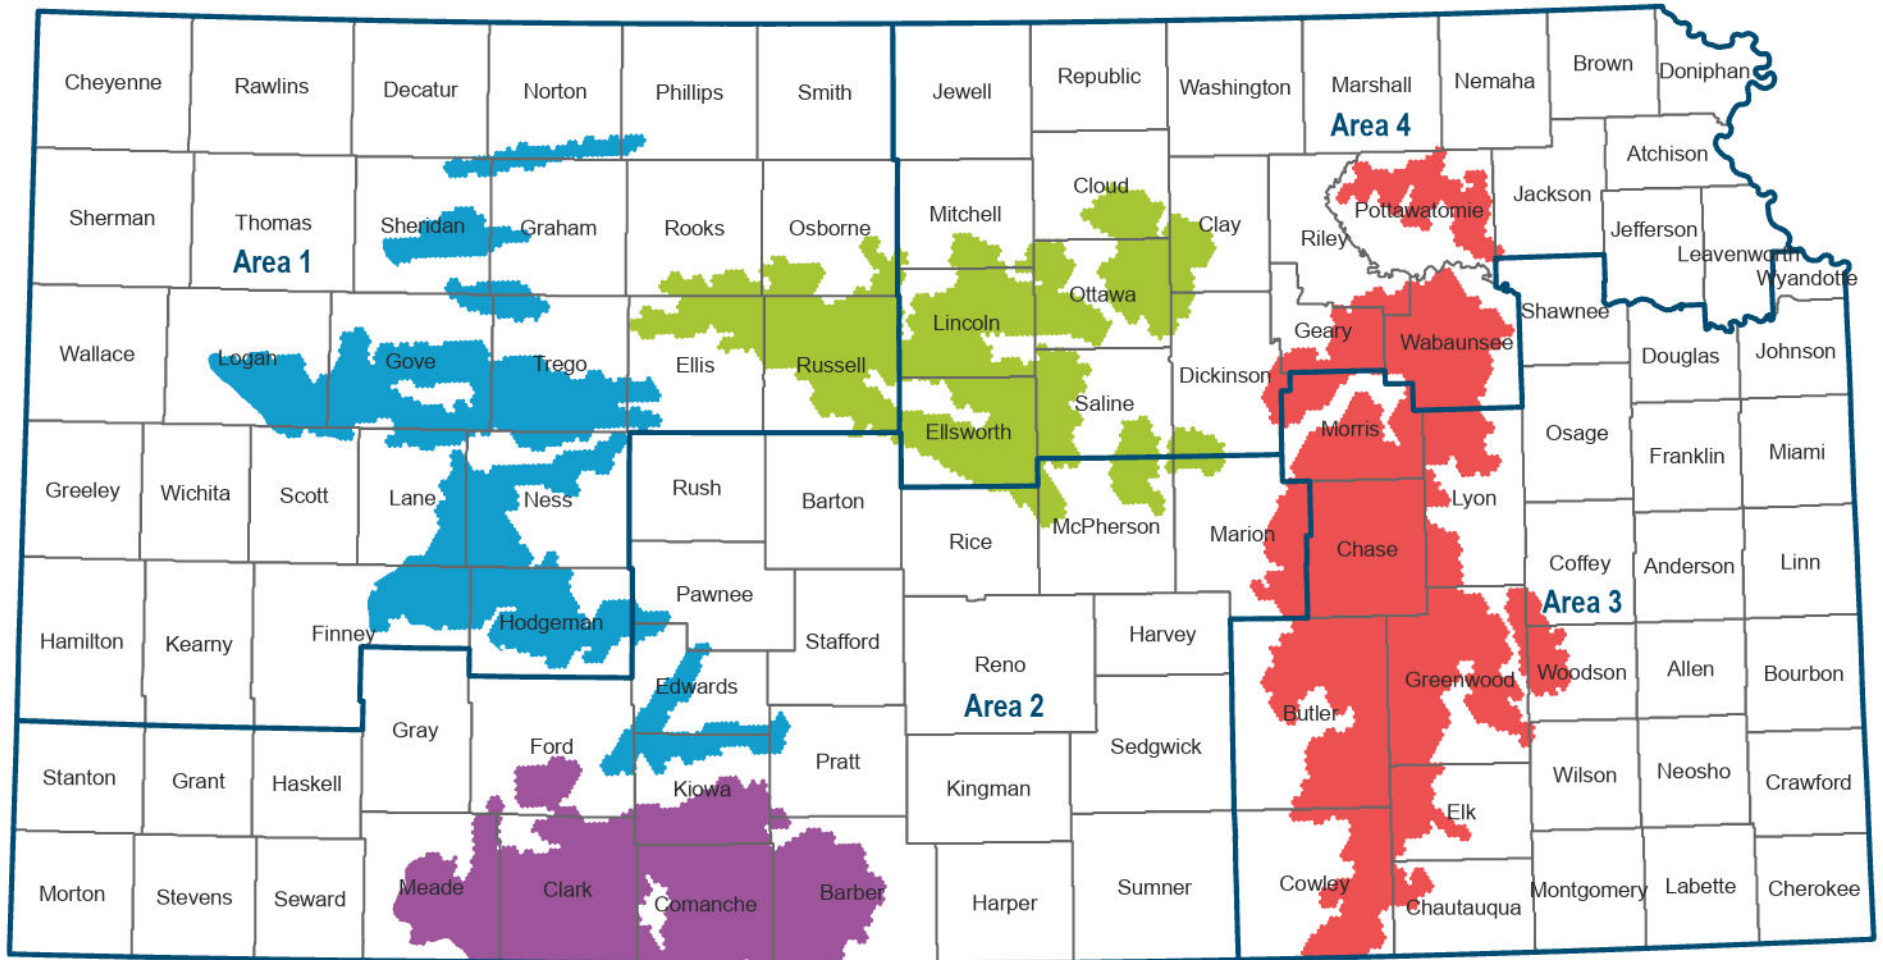 Cheyenne
Rawlins
Decatur
Norton
Phillips
Smith
Jewell
Republic
Washington
Marshall
Nemaha
Brown
Doniphan
Area 4
Atchison
Sherman
Thomas
Sheridan
Graham
Rooks
Osborne
Mitchell
Cloud
Clay
Riley
Pottawatomie
Jackson
Jefferson
Leavenworth
Wyandotte
Area 1
Wallace
Logan
Gove
Trego
Ellis
Russell
Lincoln
Ottawa
Saline
Dickinson
Geary
Wabaunsee
Shawnee
Douglas
Johnson
Greeley
Wichita
Scott
Lane
Ness
Rush
Barton
Ellsworth
Rice
McPherson
Marion
Morris
Chase
Lyon
Osage
Franklin
Miami
Coffey
Anderson
Linn
Area 3
Hamilton
Kearny
Finney
Hodgeman
Pawnee
Edwards
Stafford
Reno
Harvey
Area 2
Sedgwick
Butler
Greenwood
Woodson
Allen
Bourbon
Stanton
Grant
Haskell
Gray
Ford
Kiowa
Pratt
Kingman
Elk
Wilson
Neosho
Crawford
Morton
Stevens
Seward
Meade
Clark
Comanche
Barber
Harper
Sumner
Cowley
Chautauqua
Montgomery
Labette
Cherokee